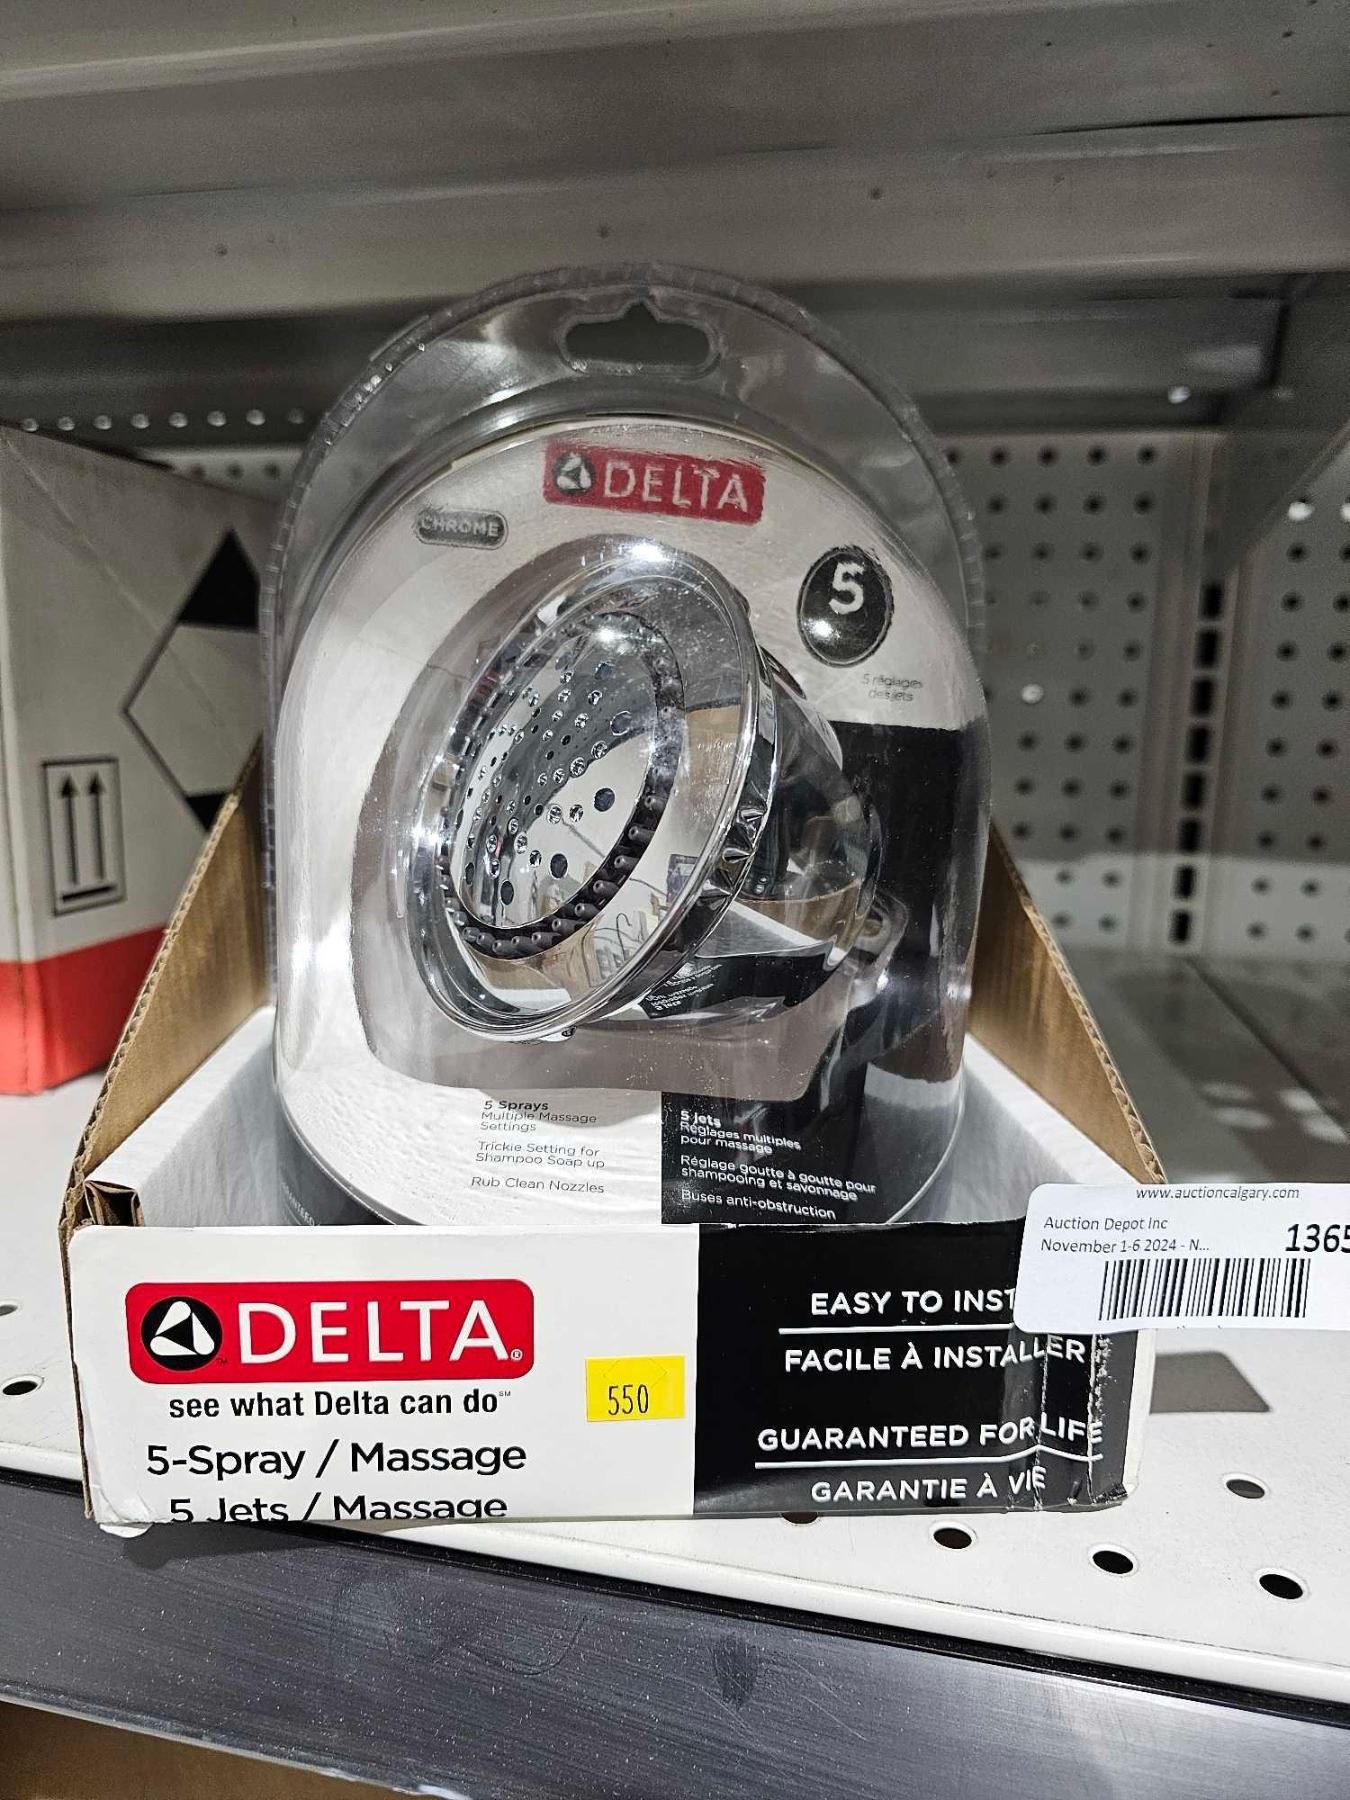 DELTA
CHROME
5
5 réglages
des jets
5 Sprays
Multiple Massage
Settings
Trickle Setting for
Shampoo Soap up
Rub Clean Nozzles
5 Jets
Réglages multiples
pour massage
Réglage goutte à goutte pour
shampooing et savonnage
Buses anti-obstruction
www.auctioncalgary.com
Auction Depot Inc
November 1-6 2024 - N...
1365
DELTA®
see what Delta can do℠
5-Spray / Massage
5 Jets / Massage
550
EASY TO INST
FACILE À INSTALLER
GUARANTEED FOR LIFE
GARANTIE À VIE